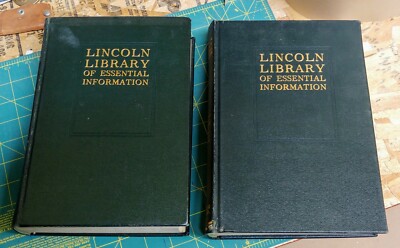 LINCOLN
LIBRARY
OF ESSENTIAL
INFORMATION
LINCOLN
LIBRARY
OF ESSENTIAL
INFORMATION